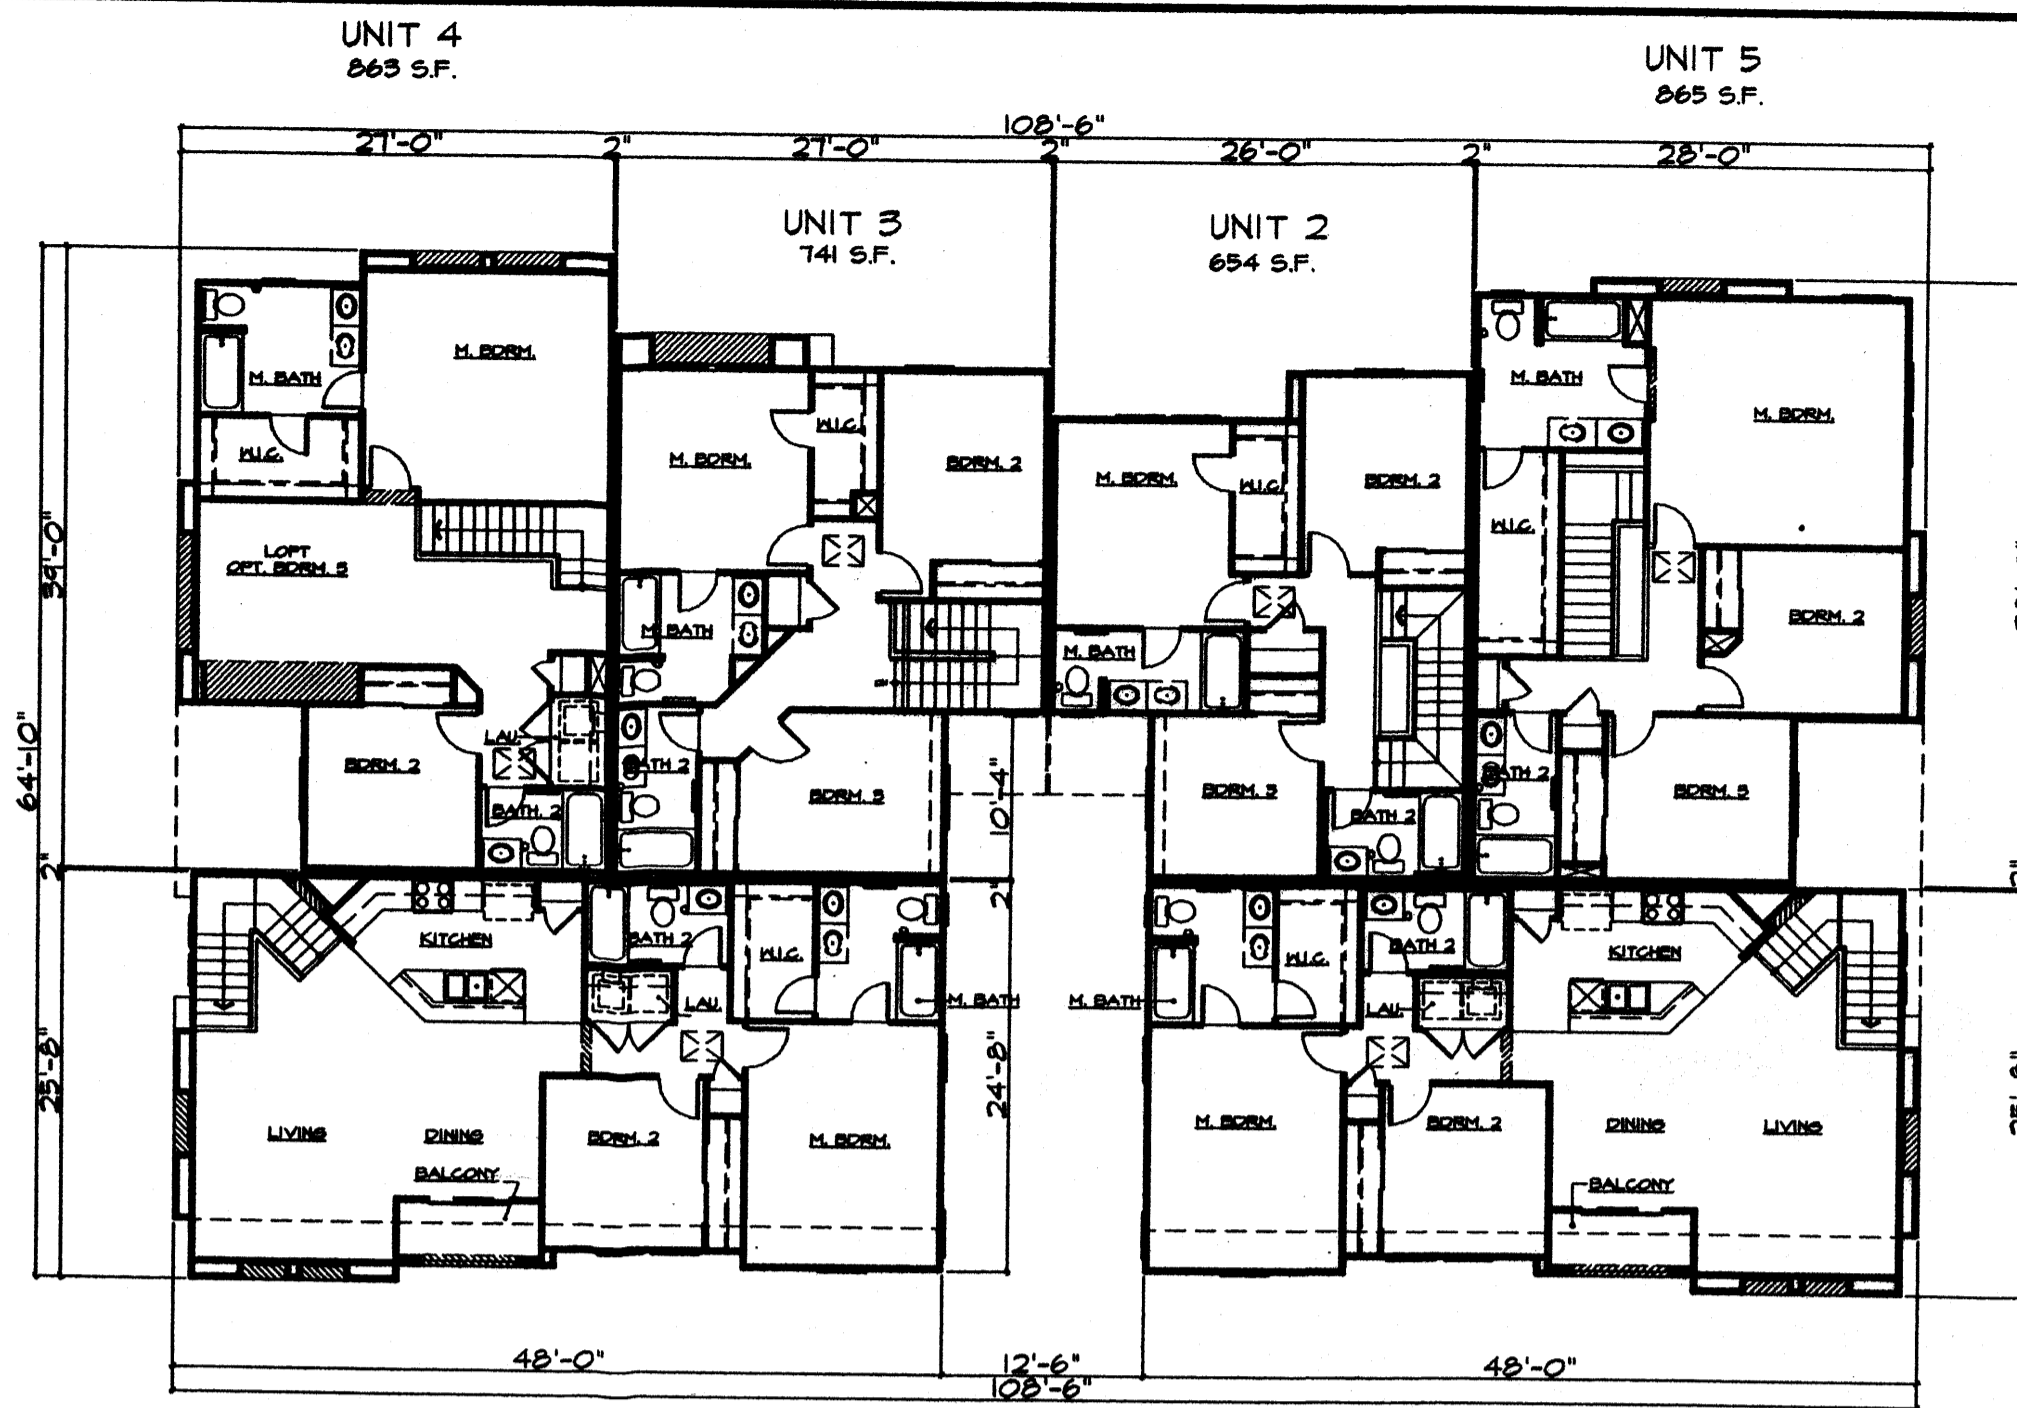 UNIT 4
863 S.F.
UNIT 5
865 S.F.
108'-6"
27'-0"
2"
27'-0"
2"
26'-0"
2"
28'-0"
UNIT 3
741 S.F.
UNIT 2
654 S.F.
M. BDRM.
M. BATH
W.I.C.
LOFT
OPT. BDRM. 3
BDRM. 2
LAU.
BATH. 2
M. BDRM.
W.I.C.
BDRM. 2
M. BATH
BATH 2
BDRM. 3
M. BDRM.
W.I.C.
BDRM. 2
M. BATH
BDRM. 3
BATH 2
M. BATH
M. BDRM.
W.I.C.
BDRM. 2
BATH 2
BDRM. 3
39'-0"
64'-10"
2"
25'-8"
10'-4"
2"
24'-8"
2"
KITCHEN
BATH 2
W.I.C.
LAU.
M. BATH
LIVING
DINING
BALCONY
BDRM. 2
M. BDRM.
M. BATH
W.I.C.
BATH 2
LAU.
KITCHEN
M. BDRM.
BDRM. 2
DINING
LIVING
BALCONY
48'-0"
12'-6"
48'-0"
108'-6"